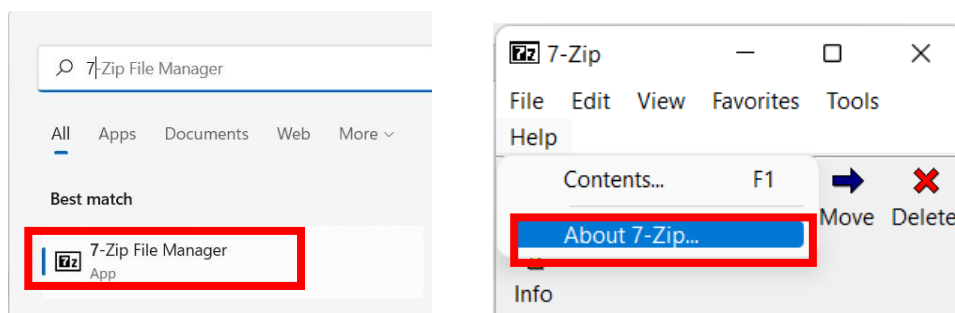 7-Zip File Manager
All Apps Documents Web More
Best match
7-Zip File Manager
App
7z 7-Zip
File Edit View Favorites Tools
Help
Contents... F1
Move Delete
About 7-Zip...
Info